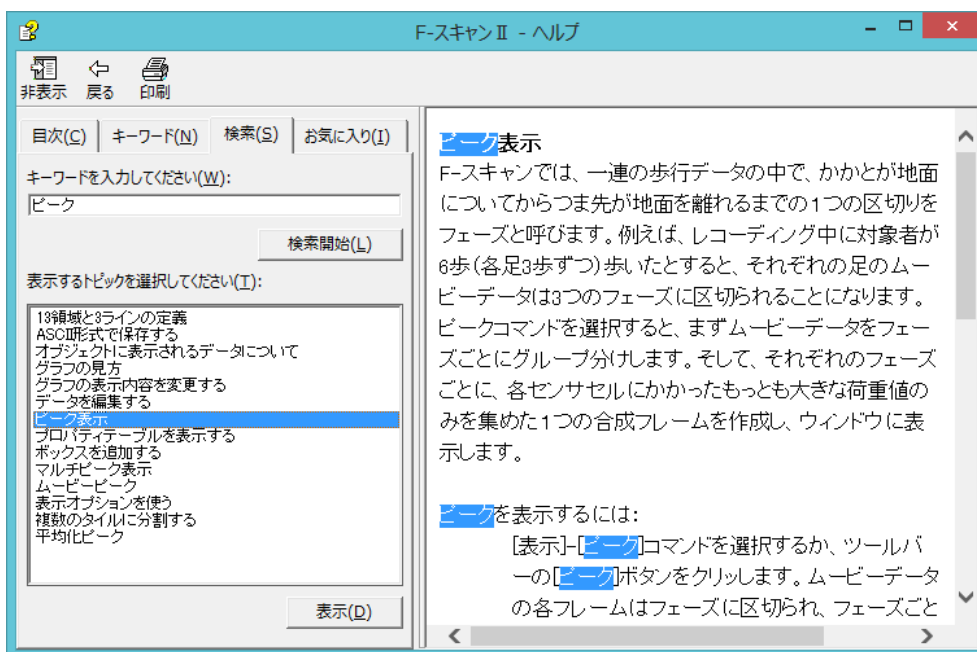 F-スキャンⅡ - ヘルプ
非表示 戻る 印刷
目次(C) キーワード(N) 検索(S) お気に入り(I)
キーワードを入力してください(W):
ピーク
検索開始(L)
表示するトピックを選択してください(T):
13領域と3ラインの定義
ASCⅡ形式で保存する
オブジェクトに表示されるデータについて
グラフの見方
グラフの表示内容を変更する
データを編集する
ピーク表示
プロパティテーブルを表示する
ボックスを追加する
マルチピーク表示
ムービーピーク
表示オプションを使う
複数のタイルに分割する
平均化ピーク
表示(D)
ピーク表示
F-スキャンでは、一連の歩行データの中で、かかとが地面
についてからつま先が地面を離れるまでの1つの区切りを
フェーズと呼びます。例えば、レコーディング中に対象者が
6歩(各足3歩ずつ)歩いたとすると、それぞれの足のムー
ビーデータは3つのフェーズに区切られることになります。
ピークコマンドを選択すると、まずムービーデータをフェー
ズごとにグループ分けします。そして、それぞれのフェーズ
ごとに、各センサセルにかかったもっとも大きな荷重値の
みを集めた1つの合成フレームを作成し、ウィンドウに表
示します。
ピークを表示するには:
[表示]-[ピーク]コマンドを選択するか、ツールバ
ーの[ピーク]ボタンをクリッします。ムービーデータ
の各フレームはフェーズに区切られ、フェーズごと